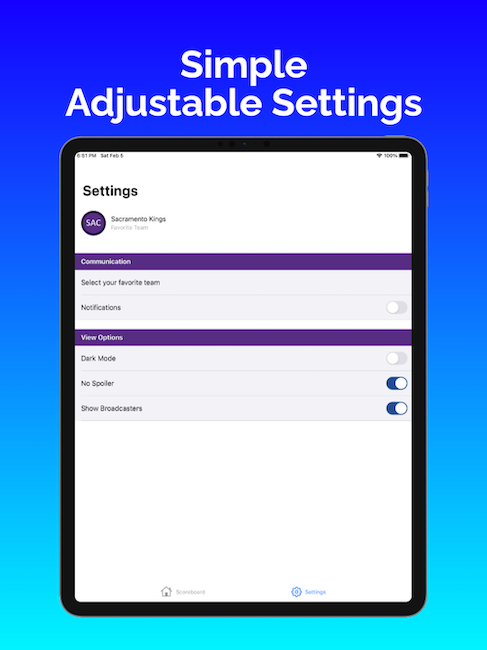 Simple
Adjustable Settings
6:51 PM Sat Feb 5
100%
Settings
SAC
Sacramento Kings
Favorite Team
Communication
Select your favorite team
Notifications
View Options
Dark Mode
No Spoiler
Show Broadcasters
Scoreboard
Settings